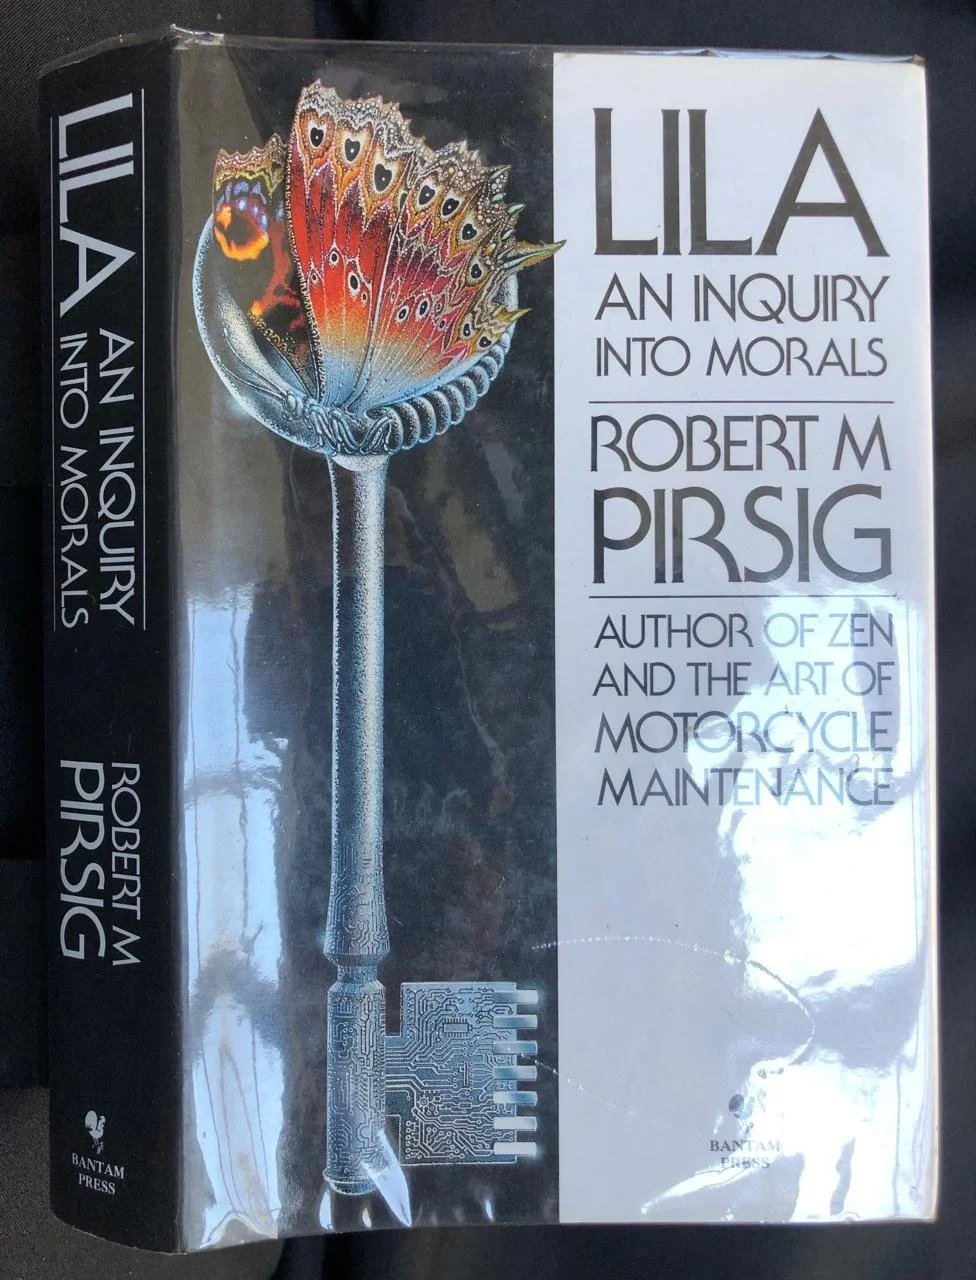 LILA
AN INQUIRY
INTO MORALS
ROBERT M
PIRSIG
BANTAM
PRESS
LILA
AN INQUIRY
INTO MORALS
ROBERT M
PIRSIG
AUTHOR OF ZEN
AND THE ART OF
MOTORCYCLE
MAINTENANCE
BANTAM
PRESS